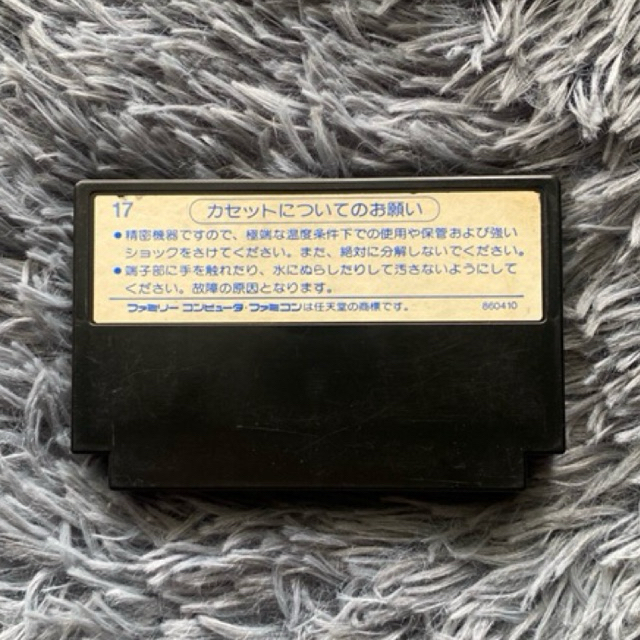 17
カセットについてのお願い
●精密機器ですので、極端な温度条件下での使用や保管および強い
ショックをさけてください。また、絶対に分解しないでください。
●端子部に手を触れたり、水にぬらしたりして汚さないようにして
ください。故障の原因となります。
ファミリーコンピュータ・ファミコンは任天堂の商標です。 860410